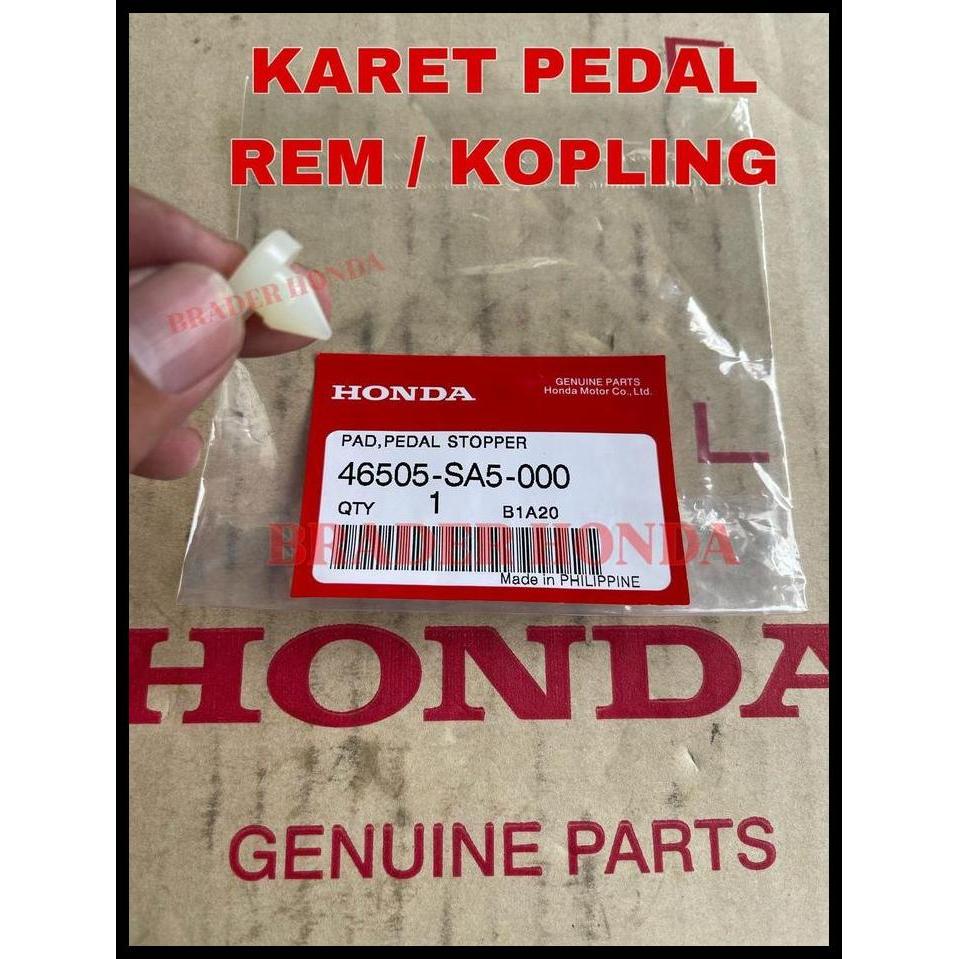 KARET PEDAL
REM / KOPLING
BRADER HONDA
HONDA
GENUINE PARTS
Honda Motor Co., Ltd.
PAD,PEDAL STOPPER
46505-SA5-000
QTY 1 B1A20
BRADER HONDA
Made in PHILIPPINE
L
HONDA
GENUINE PARTS